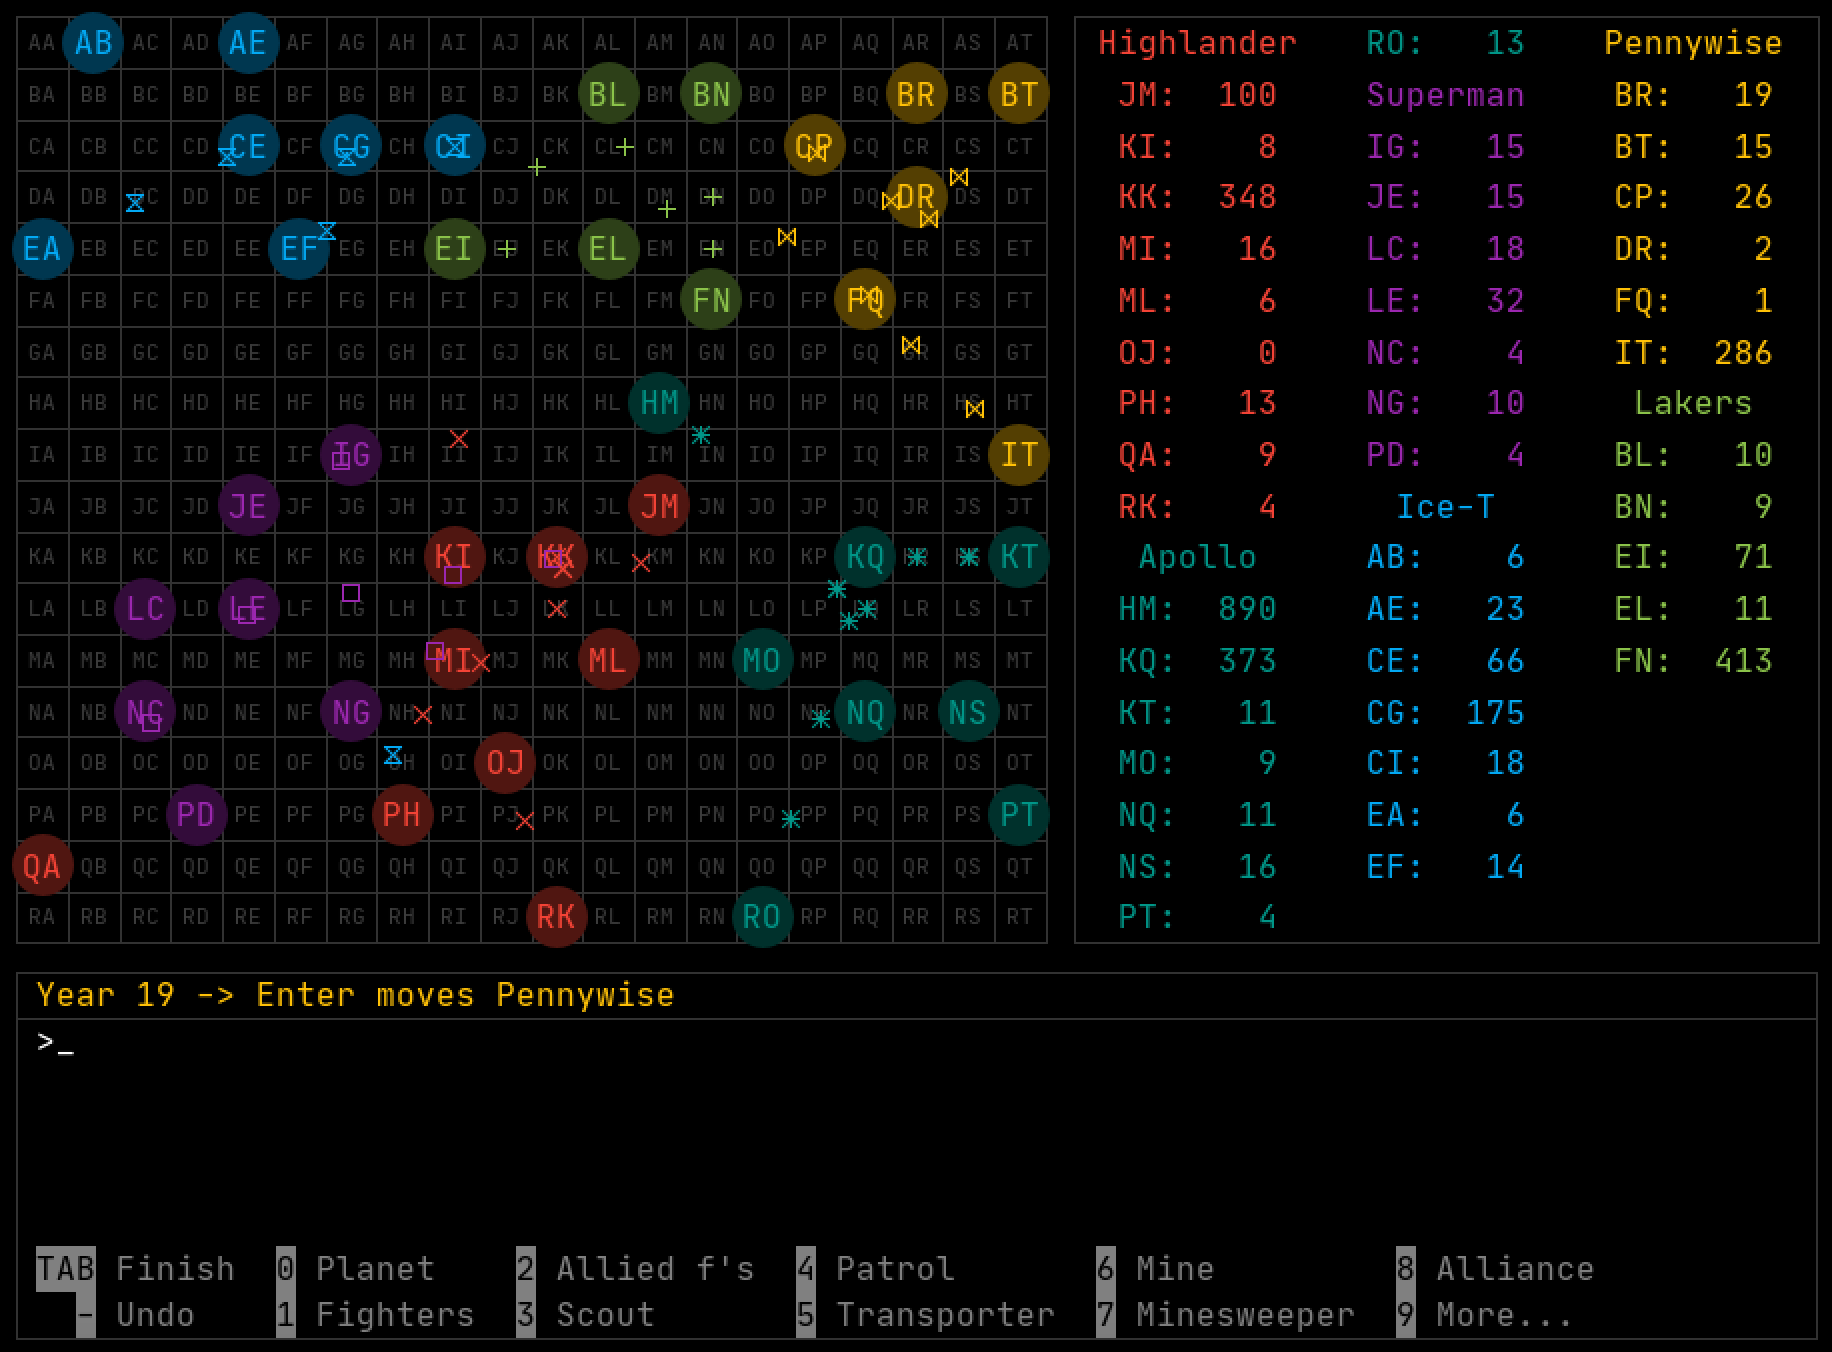 AA AB AC AD AE AF AG AH AI AJ AK AL AM AN AO AP AQ AR AS AT
BA BB BC BD BE BF BG BH BI BJ BK BL BM BN BO BP BQ BR BS BT
CA CB CC CD CE CF CG CH CI CJ CK CL CM CN CO CP CQ CR CS CT
DA DB DC DD DE DF DG DH DI DJ DK DL DM DN DO DP DQ DR DS DT
EA EB EC ED EE EF EG EH EI EJ EK EL EM EN EO EP EQ ER ES ET
FA FB FC FD FE FF FG FH FI FJ FK FL FM FN FO FP FQ FR FS FT
GA GB GC GD GE GF GG GH GI GJ GK GL GM GN GO GP GQ GR GS GT
HA HB HC HD HE HF HG HH HI HJ HK HL HM HN HO HP HQ HR HS HT
IA IB IC ID IE IF IG IH II IJ IK IL IM IN IO IP IQ IR IS IT
JA JB JC JD JE JF JG JH JI JJ JK JL JM JN JO JP JQ JR JS JT
KA KB KC KD KE KF KG KH KI KJ KK KL KM KN KO KP KQ KR KS KT
LA LB LC LD LE LF LG LH LI LJ LK LL LM LN LO LP LQ LR LS LT
MA MB MC MD ME MF MG MH MI MJ MK ML MM MN MO MP MQ MR MS MT
NA NB NC ND NE NF NG NH NI NJ NK NL NM NN NO NP NQ NR NS NT
OA OB OC OD OE OF OG OH OI OJ OK OL OM ON OO OP OQ OR OS OT
PA PB PC PD PE PF PG PH PI PJ PK PL PM PN PO PP PQ PR PS PT
QA QB QC QD QE QF QG QH QI QJ QK QL QM QN QO QP QQ QR QS QT
RA RB RC RD RE RF RG RH RI RJ RK RL RM RN RO RP RQ RR RS RT
Highlander
JM: 100
KI: 8
KK: 348
MI: 16
ML: 6
OJ: 0
PH: 13
QA: 9
RK: 4
Apollo
HM: 890
KQ: 373
KT: 11
MO: 9
NQ: 11
NS: 16
PT: 4
RO: 13
Superman
IG: 15
JE: 15
LC: 18
LE: 32
NC: 4
NG: 10
PD: 4
Ice-T
AB: 6
AE: 23
CE: 66
CG: 175
CI: 18
EA: 6
EF: 14
Pennywise
BR: 19
BT: 15
CP: 26
DR: 2
FQ: 1
IT: 286
Lakers
BL: 10
BN: 9
EI: 71
EL: 11
FN: 413
Year 19 -> Enter moves Pennywise
>_
TAB Finish 0 Planet 2 Allied f's 4 Patrol 6 Mine 8 Alliance
- Undo 1 Fighters 3 Scout 5 Transporter 7 Minesweeper 9 More...